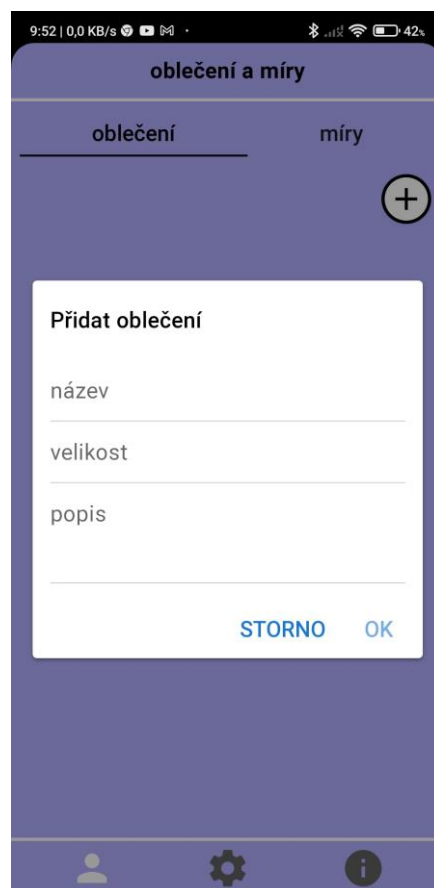 9:52 | 0,0 KB/s 42%
oblečení a míry
oblečení míry
+
Přidat oblečení
název
velikost
popis
STORNO OK